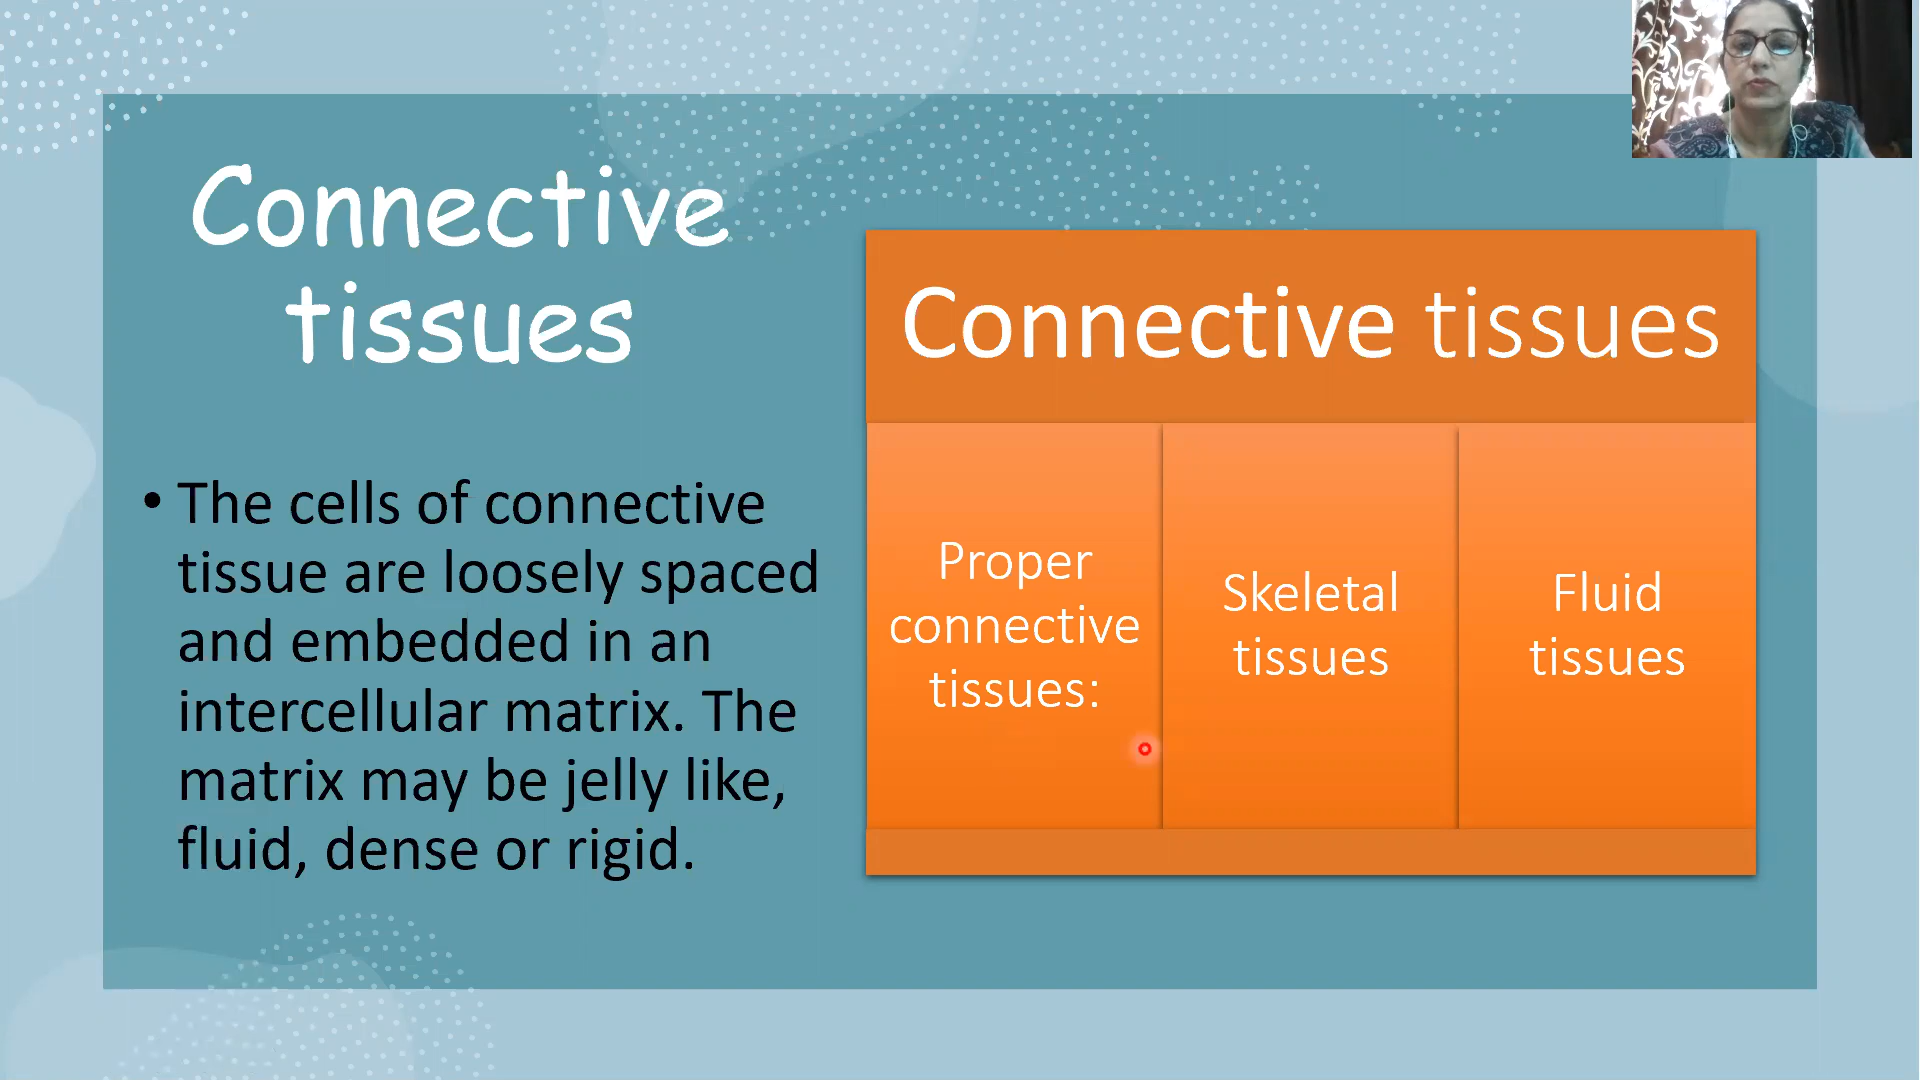 Connective
tissues
• The cells of connective
tissue are loosely spaced
and embedded in an
intercellular matrix. The
matrix may be jelly like,
fluid, dense or rigid.
Connective tissues
Proper
connective
tissues:
Skeletal
tissues
Fluid
tissues